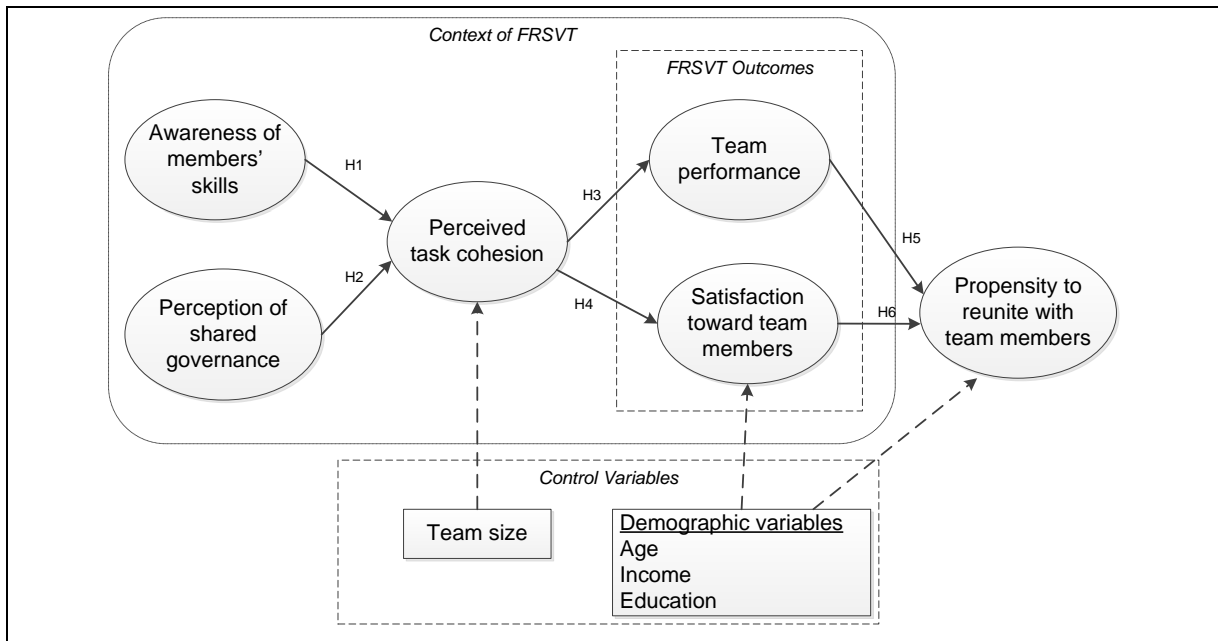 Context of FRSVT
FRSVT Outcomes
Awareness of
members'
skills
H1
Perception of
shared
governance
H2
Perceived
task cohesion
H3
H4
Team
performance
Satisfaction
toward team
members
H5
H6
Propensity to
reunite with
team members
Control Variables
Team size
Demographic variables
Age
Income
Education